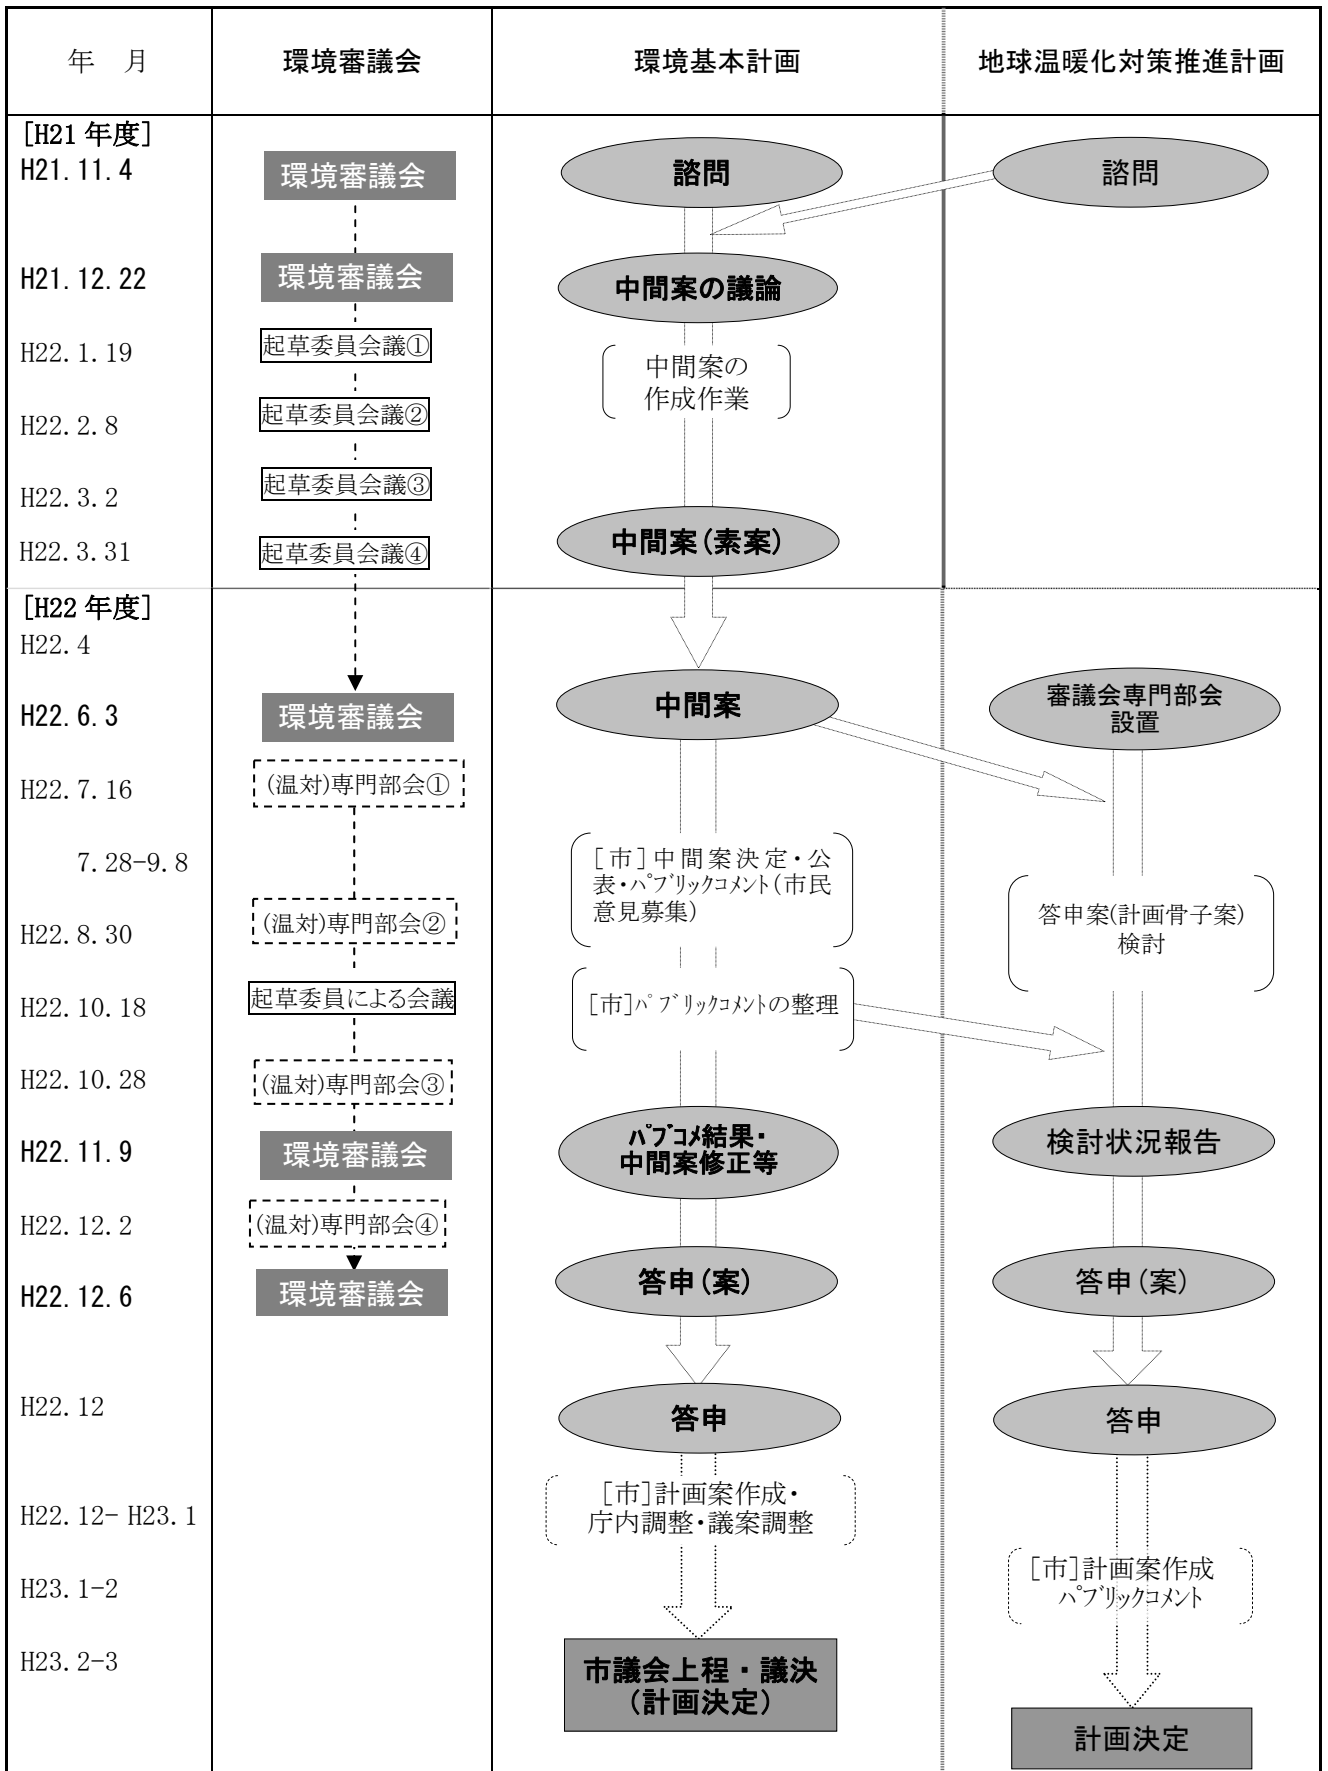 年　月
環境審議会
環境基本計画
地球温暖化対策推進計画
[H21年度]
H21.11.4
環境審議会
諮問
諮問
H21.12.22
環境審議会
中間案の議論
H22.1.19
起草委員会議①
中間案の
作成作業
H22.2.8
起草委員会議②
H22.3.2
起草委員会議③
H22.3.31
起草委員会議④
中間案(素案)
[H22年度]
H22.4
H22.6.3
環境審議会
中間案
審議会専門部会
設置
H22.7.16
(温対)専門部会①
7.28-9.8
[市]中間案決定・公
表・パブリックコメント(市民
意見募集)
H22.8.30
(温対)専門部会②
答申案(計画骨子案)
検討
H22.10.18
起草委員による会議
[市]パブリックコメントの整理
H22.10.28
(温対)専門部会③
H22.11.9
環境審議会
パブコメ結果・
中間案修正等
検討状況報告
H22.12.2
(温対)専門部会④
H22.12.6
環境審議会
答申(案)
答申(案)
H22.12
答申
答申
H22.12-H23.1
[市]計画案作成・
庁内調整・議案調整
H23.1-2
[市]計画案作成
パブリックコメント
H23.2-3
市議会上程・議決
(計画決定)
計画決定